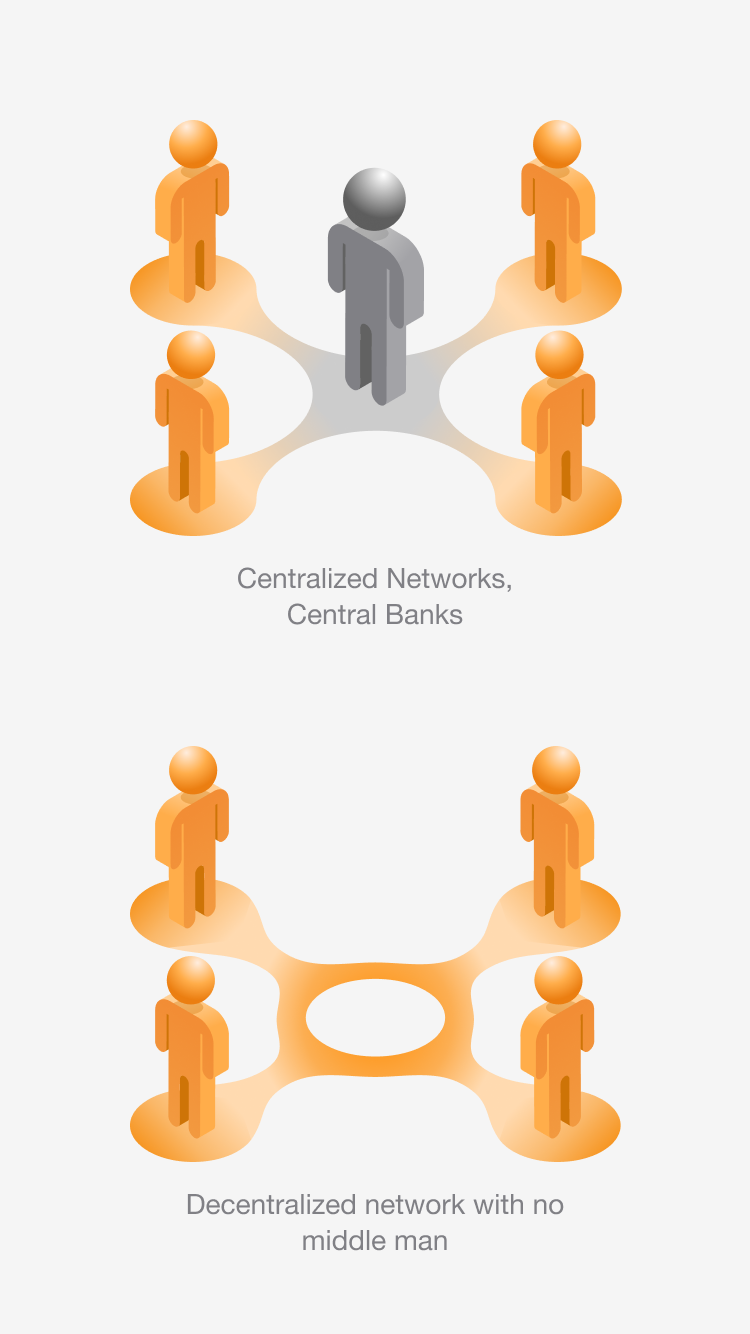 Centralized Networks,
Central Banks
Decentralized network with no
middle man